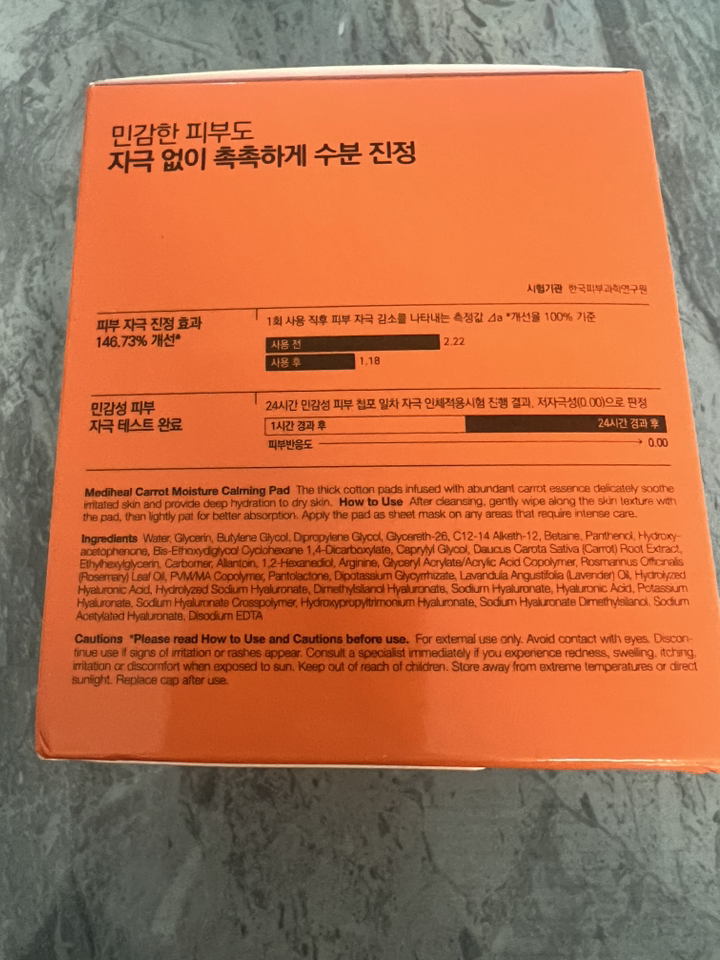 민감한 피부도
자극 없이 촉촉하게 수분 진정
시험기관 한국피부과학연구원
피부 자극 진정 효과
146.73% 개선*
1회 사용 직후 피부 자극 감소를 나타내는 측정값 ⊿a *개선율 100% 기준
사용 전 2.22
사용 후 1.18
민감성 피부
자극 테스트 완료
24시간 민감성 피부 첩포 일차 자극 인체적용시험 진행 결과, 저자극성(0.00)으로 판정
1시간 경과 후 24시간 경과 후
피부반응도 0.00
Mediheal Carrot Moisture Calming Pad The thick cotton pads infused with abundant carrot essence delicately soothe
irritated skin and provide deep hydration to dry skin. How to Use After cleansing, gently wipe along the skin texture with
the pad, then lightly pat for better absorption. Apply the pad as sheet mask on any areas that require intense care.
Ingredients Water, Glycerin, Butylene Glycol, Dipropylene Glycol, Glycereth-26, C12-14 Alketh-12, Betaine, Panthenol, Hydroxy-
acetophenone, Bis-Ethoxydiglycol Cyclohexane 1,4-Dicarboxylate, Caprylyl Glycol, Daucus Carota Sativa (Carrot) Root Extract,
Ethylhexylglycerin, Carbomer, Allantoin, 1,2-Hexanediol, Arginine, Glyceryl Acrylate/Acrylic Acid Copolymer, Rosmarinus Officinalis
(Rosemary) Leaf Oil, PVM/MA Copolymer, Pantolactone, Dipotassium Glycyrrhizate, Lavandula Angustifolia (Lavender) Oil, Hydrolyzed
Hyaluronic Acid, Hydrolyzed Sodium Hyaluronate, Dimethylsilanol Hyaluronate, Sodium Hyaluronate, Hyaluronic Acid, Potassium
Hyaluronate, Sodium Hyaluronate Crosspolymer, Hydroxypropyltrimonium Hyaluronate, Sodium Hyaluronate Dimethylsilanol, Sodium
Acetylated Hyaluronate, Disodium EDTA
Cautions *Please read How to Use and Cautions before use. For external use only. Avoid contact with eyes. Discon-
tinue use if signs of irritation or rashes appear. Consult a specialist immediately if you experience redness, swelling, itching,
irritation or discomfort when exposed to sun. Keep out of reach of children. Store away from extreme temperatures or direct
sunlight. Replace cap after use.